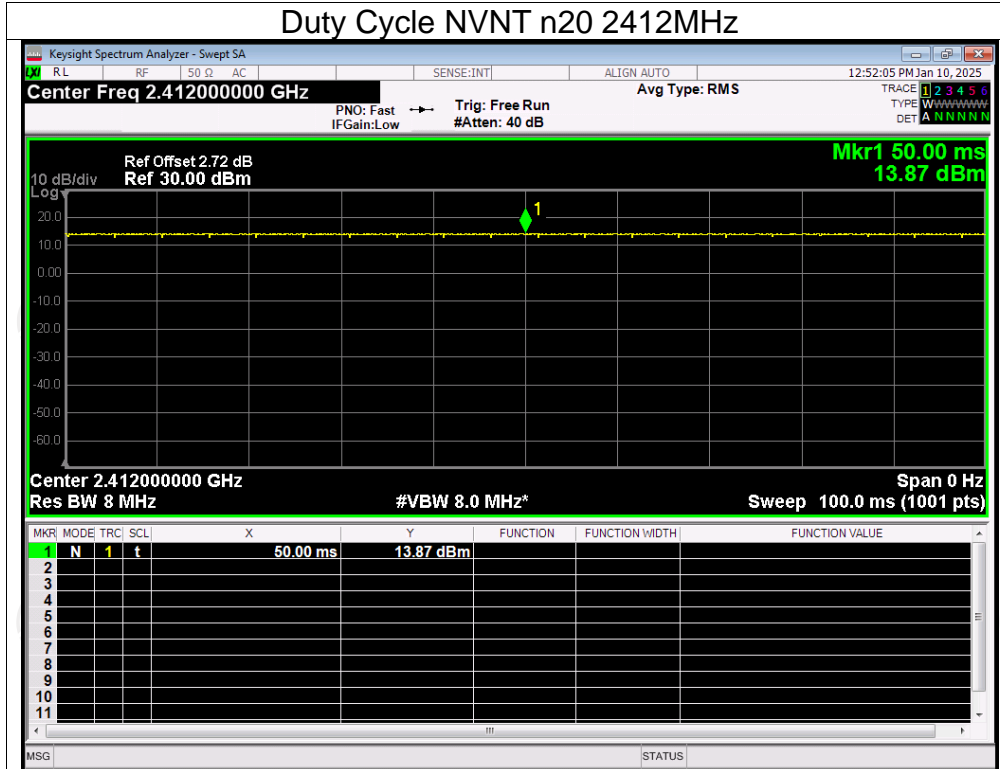 Duty Cycle NVNT n20 2412MHz
Keysight Spectrum Analyzer - Swept SA
LXI RL RF 50 Ω AC SENSE:INT ALIGN AUTO 12:52:05 PM Jan 10, 2025
Center Freq 2.412000000 GHz Avg Type: RMS TRACE 1 2 3 4 5 6
PNO: Fast Trig: Free Run TYPE WWWWWW
IFGain:Low #Atten: 40 dB DET A N N N N N
Mkr1 50.00 ms
Ref Offset 2.72 dB
10 dB/div Ref 30.00 dBm 13.87 dBm
Log
1
20.0
10.0
0.00
-10.0
-20.0
-30.0
-40.0
-50.0
-60.0
Center 2.412000000 GHz Span 0 Hz
Res BW 8 MHz #VBW 8.0 MHz* Sweep 100.0 ms (1001 pts)
MKR MODE TRC SCL X Y FUNCTION FUNCTION WIDTH FUNCTION VALUE
1 N 1 t 50.00 ms 13.87 dBm
2
3
4
5
6
7
8
9
10
11
MSG STATUS